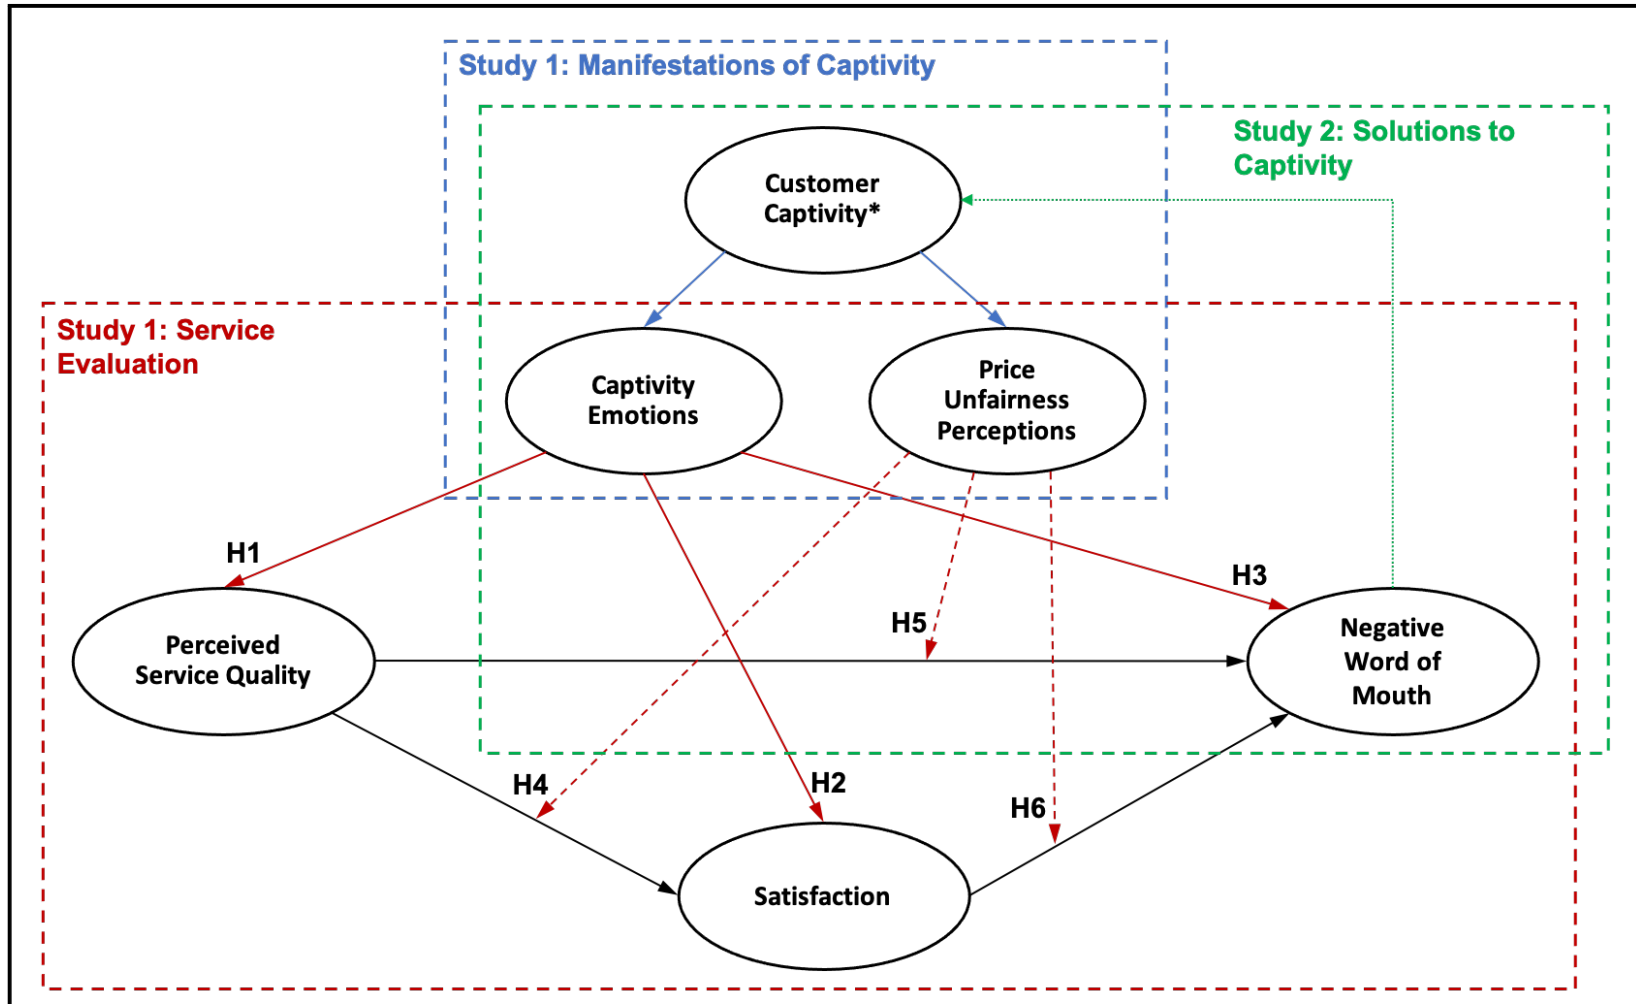 Study 1: Manifestations of Captivity
Study 2: Solutions to
Captivity
Customer
Captivity*
Study 1: Service
Evaluation
Captivity
Emotions
Price
Unfairness
Perceptions
H1
H3
H5
Perceived
Service Quality
Negative
Word of
Mouth
H4
H2
H6
Satisfaction